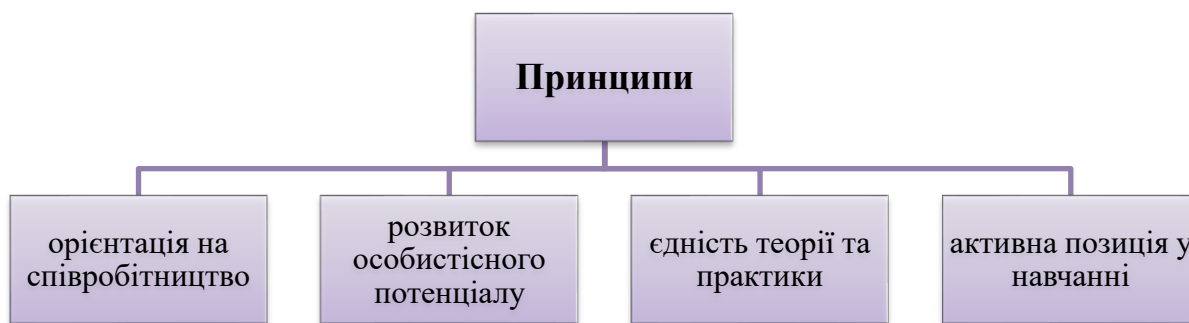 Принципи
орієнтація на
співробітництво
розвиток
особистісного
потенціалу
єдність теорії та
практики
активна позиція у
навчанні